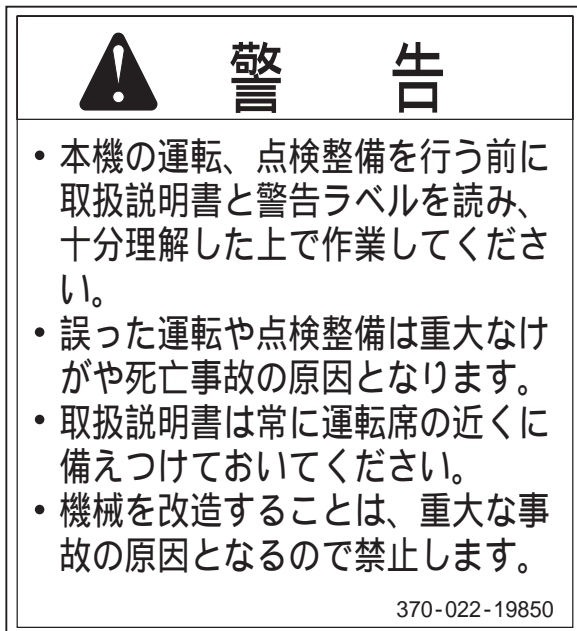 警 告
• 本機の運転、点検整備を行う前に
取扱説明書と警告ラベルを読み、
十分理解した上で作業してくださ
い。
• 誤った運転や点検整備は重大なけ
がや死亡事故の原因となります。
• 取扱説明書は常に運転席の近くに
備えつけておいてください。
• 機械を改造することは、重大な事
故の原因となるので禁止します。
370-022-19850